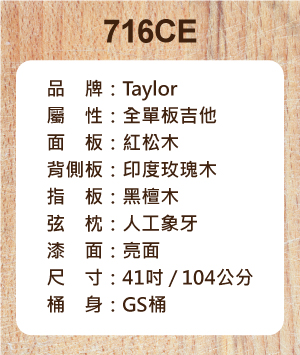 716CE
品　牌：Taylor
屬　性：全單板吉他
面　板：紅松木
背側板：印度玫瑰木
指　板：黑檀木
弦　枕：人工象牙
漆　面：亮面
尺　寸：41吋 / 104公分
桶　身：GS桶